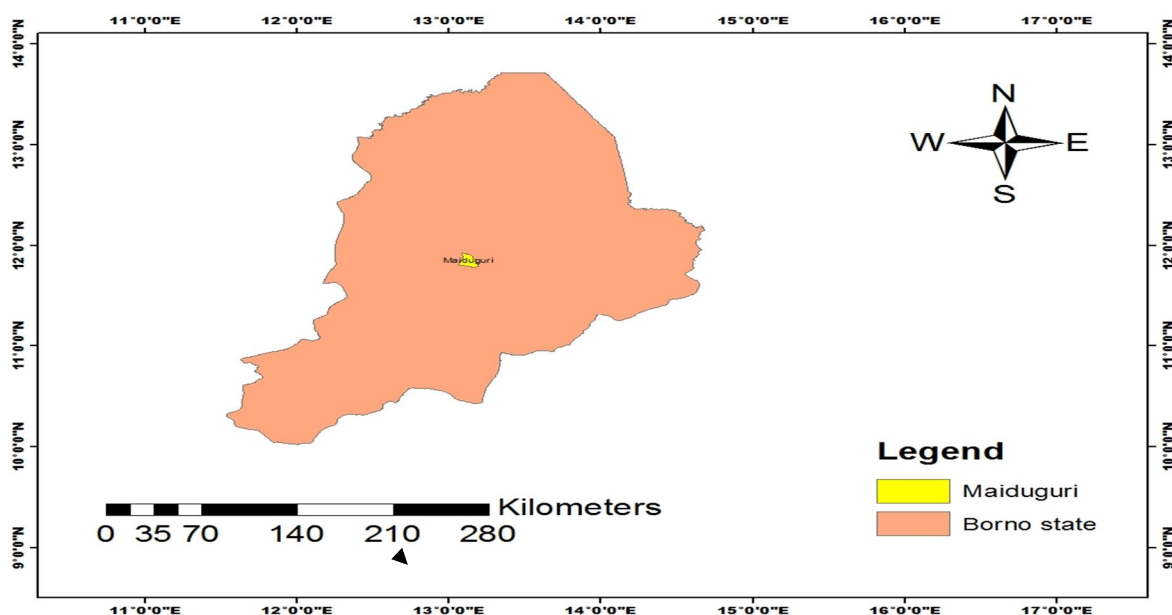 11°0'0"E 12°0'0"E 13°0'0"E 14°0'0"E 15°0'0"E 16°0'0"E 17°0'0"E
14°0'0"N 14°0'0"N
N
13°0'0"N W E 13°0'0"N
S
12°0'0"N Maiduguri 12°0'0"N
11°0'0"N 11°0'0"N
10°0'0"N 10°0'0"N
Legend
Maiduguri
Kilometers
Borno state
0 35 70 140 210 280
9°0'0"N 9°0'0"N
11°0'0"E 12°0'0"E 13°0'0"E 14°0'0"E 15°0'0"E 16°0'0"E 17°0'0"E